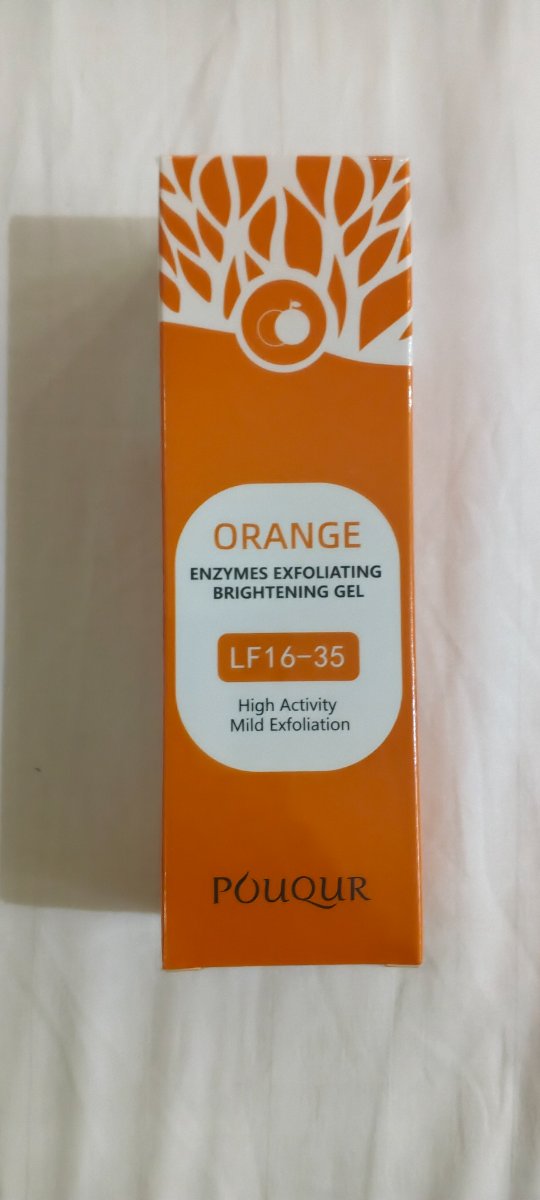 ORANGE
ENZYMES EXFOLIATING
BRIGHTENING GEL
LF16-35
High Activity
Mild Exfoliation
POUQUR